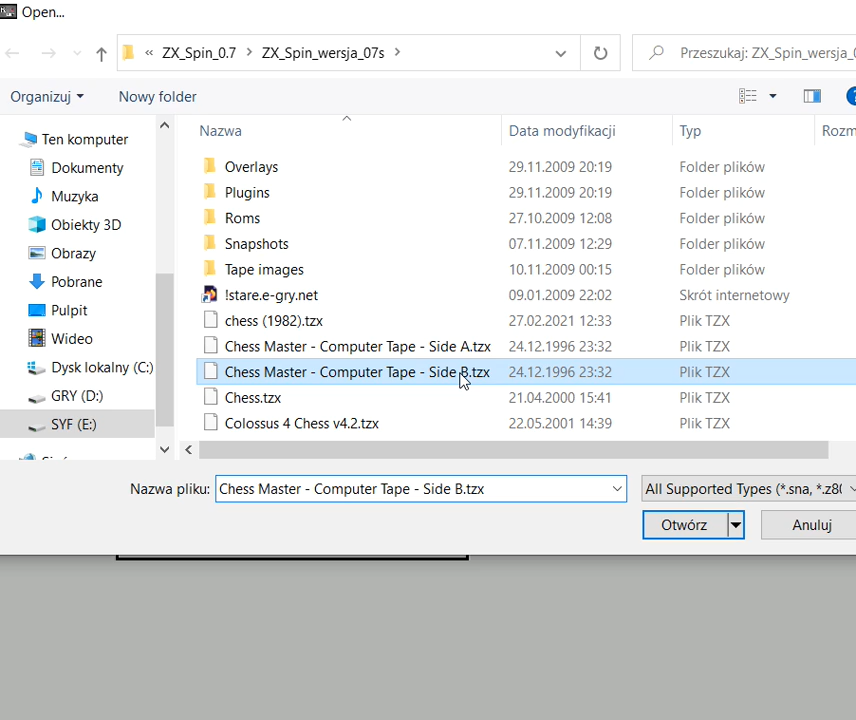 Open...
« ZX_Spin_0.7 > ZX_Spin_wersja_07s >
Przeszukaj: ZX_Spin_wersja_0
Organizuj Nowy folder
Nazwa Data modyfikacji Typ Rozm
Ten komputer
Dokumenty
Muzyka
Obiekty 3D
Obrazy
Pobrane
Pulpit
Wideo
Dysk lokalny (C:)
GRY (D:)
SYF (E:)
Overlays 29.11.2009 20:19 Folder plików
Plugins 29.11.2009 20:19 Folder plików
Roms 27.10.2009 12:08 Folder plików
Snapshots 07.11.2009 12:29 Folder plików
Tape images 10.11.2009 00:15 Folder plików
!stare.e-gry.net 09.01.2009 22:02 Skrót internetowy
chess (1982).tzx 27.02.2021 12:33 Plik TZX
Chess Master - Computer Tape - Side A.tzx 24.12.1996 23:32 Plik TZX
Chess Master - Computer Tape - Side B.tzx 24.12.1996 23:32 Plik TZX
Chess.tzx 21.04.2000 15:41 Plik TZX
Colossus 4 Chess v4.2.tzx 22.05.2001 14:39 Plik TZX
Nazwa pliku: Chess Master - Computer Tape - Side B.tzx
All Supported Types (*.sna, *.z80
Otwórz Anuluj